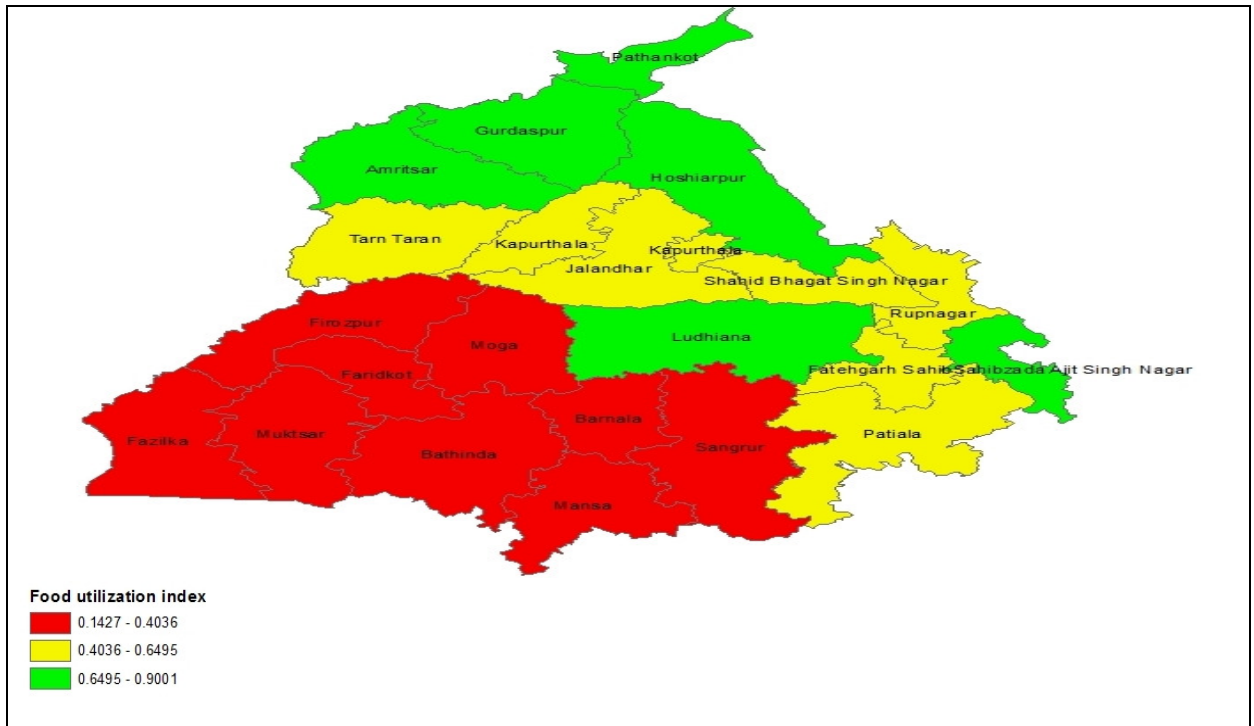 Pathankot
Gurdaspur
Amritsar
Hoshiarpur
Tarn Taran
Kapurthala
Kapurthala
Jalandhar
Shahid Bhagat Singh Nagar
Rupnagar
Firozpur
Moga
Ludhiana
Faridkot
Fatehgarh Sahib
Sahibzada Ajit Singh Nagar
Fazilka
Muktsar
Barnala
Patiala
Bathinda
Sangrur
Mansa
Food utilization index
0.1427 - 0.4036
0.4036 - 0.6495
0.6495 - 0.9001